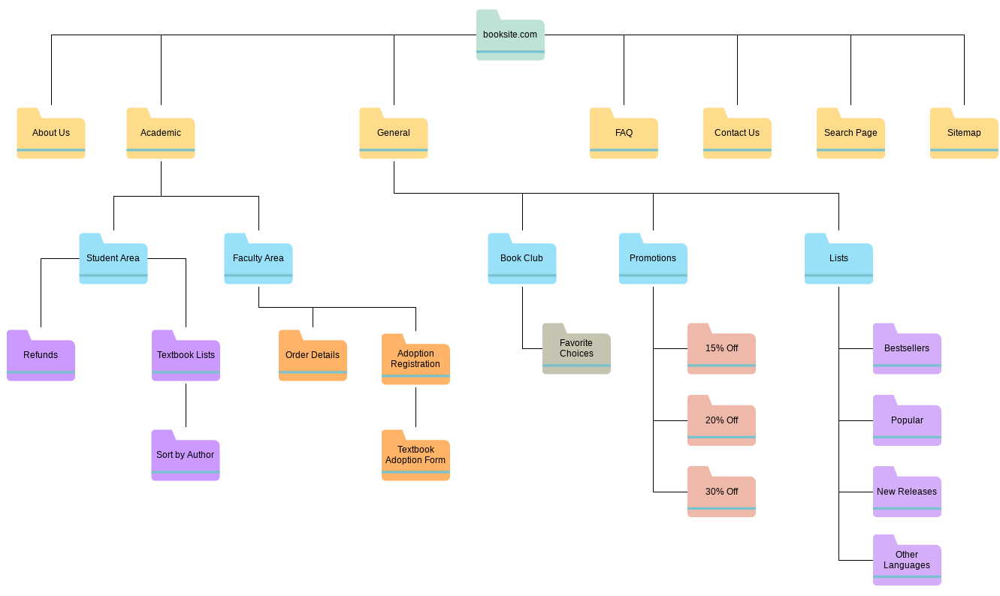 booksite.com
About Us
Academic
General
FAQ
Contact Us
Search Page
Sitemap
Student Area
Faculty Area
Book Club
Promotions
Lists
Refunds
Textbook Lists
Order Details
Adoption
Registration
Favorite
Choices
15% Off
Bestsellers
20% Off
Popular
Sort by Author
Textbook
Adoption Form
30% Off
New Releases
Other
Languages